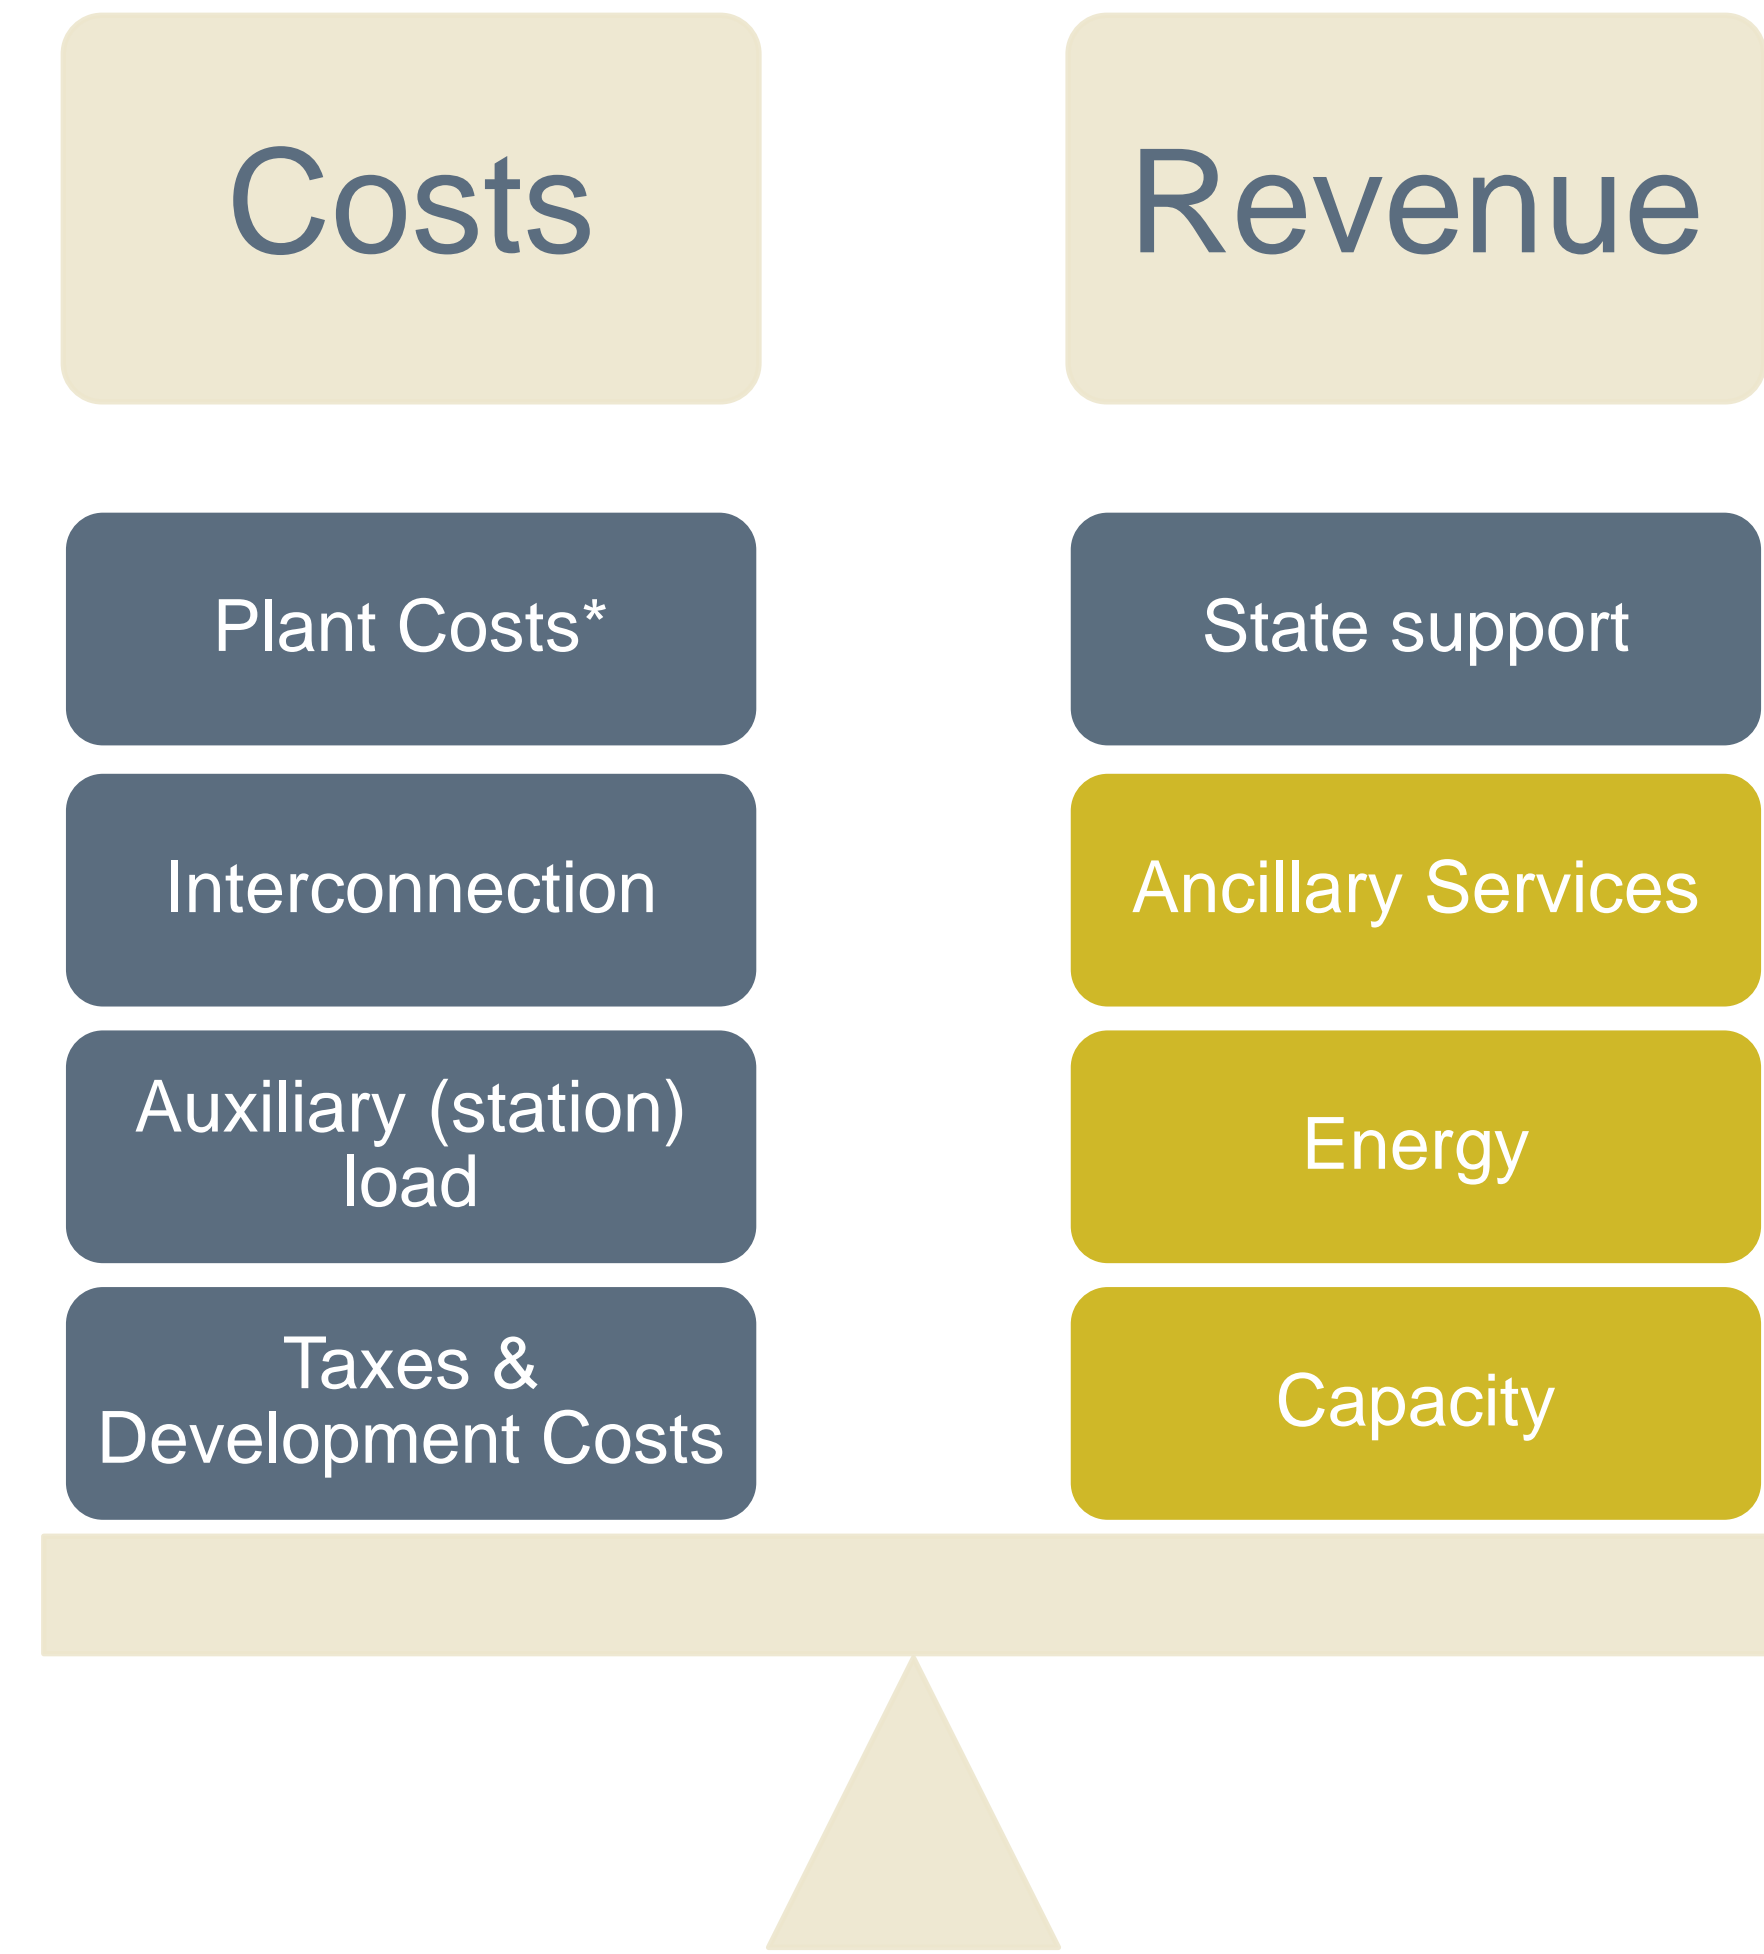 Costs
Plant Costs*
Interconnection
Auxiliary (station)
load
Taxes &
Development Costs
Revenue
State support
Ancillary Services
Energy
Capacity